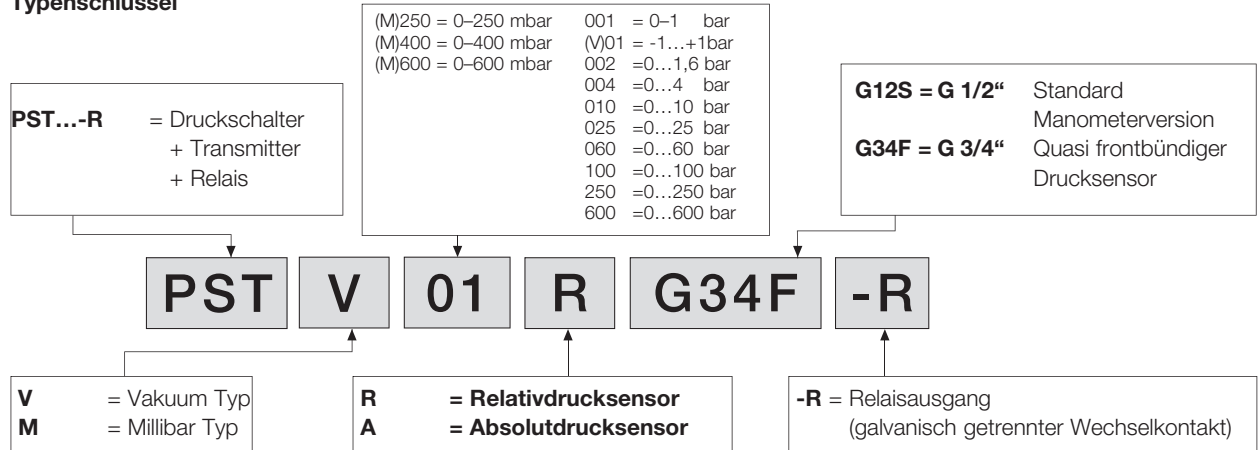 Typenschlüssel
(M)250 = 0–250 mbar 001 = 0–1 bar
(M)400 = 0–400 mbar (V)01 = -1…+1bar
(M)600 = 0–600 mbar 002 =0…1,6 bar
004 =0…4 bar
010 =0…10 bar
025 =0…25 bar
060 =0…60 bar
100 =0…100 bar
250 =0…250 bar
600 =0…600 bar
PST…-R = Druckschalter
+ Transmitter
+ Relais
G12S = G 1/2“ Standard
Manometerversion
G34F = G 3/4“ Quasi frontbündiger
Drucksensor
PST V 01 R G34F -R
V = Vakuum Typ
M = Millibar Typ
R = Relativdrucksensor
A = Absolutdrucksensor
-R = Relaisausgang
(galvanisch getrennter Wechselkontakt)